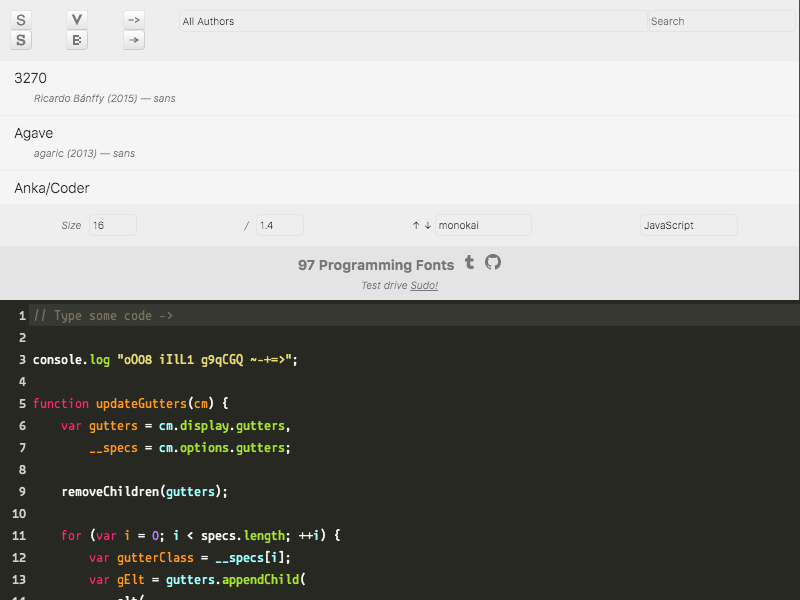 S V -> All Authors Search
S B →
3270
Ricardo Bánffy (2015) — sans
Agave
agaric (2013) — sans
Anka/Coder
Size 16 / 1.4 ↑ ↓ monokai JavaScript
97 Programming Fonts
Test drive Sudo!
1 // Type some code ->
2
3 console.log "oO08 iIlL1 g9qCGQ ~-+=>";
4
5 function updateGutters(cm) {
6 var gutters = cm.display.gutters,
7 __specs = cm.options.gutters;
8
9 removeChildren(gutters);
10
11 for (var i = 0; i < specs.length; ++i) {
12 var gutterClass = __specs[i];
13 var gElt = gutters.appendChild(